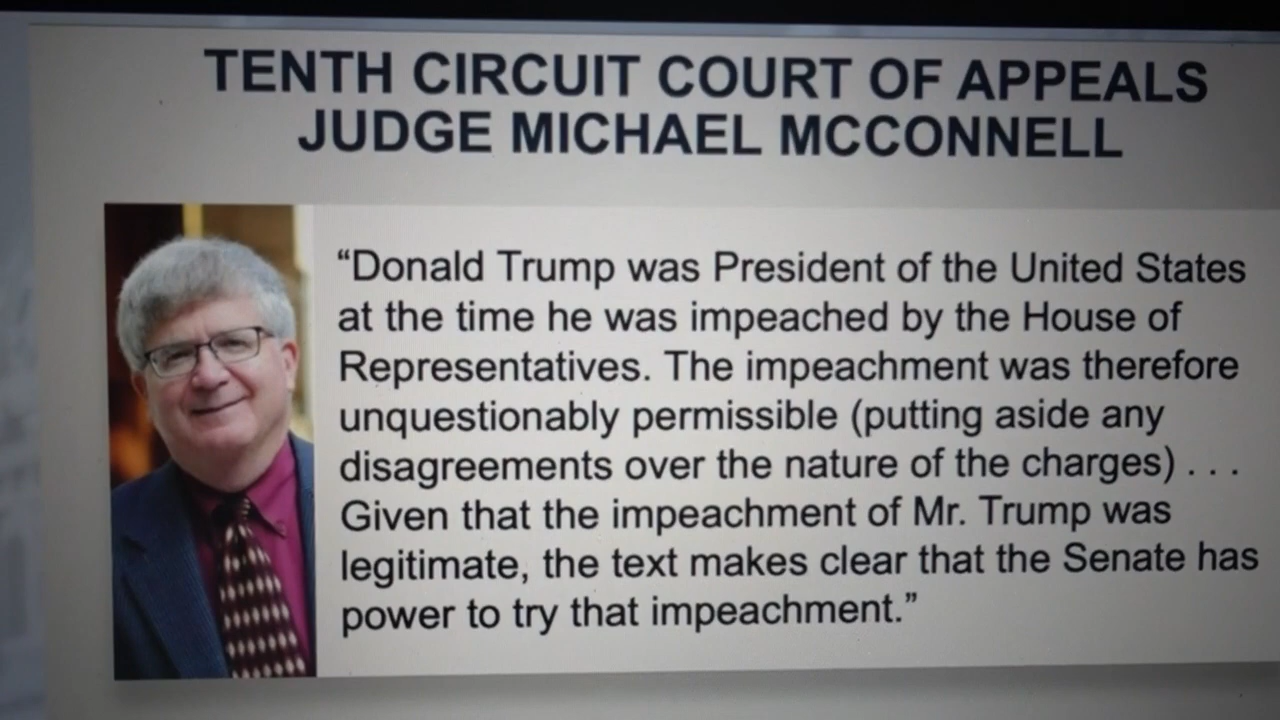 TENTH CIRCUIT COURT OF APPEALS
JUDGE MICHAEL MCCONNELL
“Donald Trump was President of the United States
at the time he was impeached by the House of
Representatives. The impeachment was therefore
unquestionably permissible (putting aside any
disagreements over the nature of the charges) . . .
Given that the impeachment of Mr. Trump was
legitimate, the text makes clear that the Senate has
power to try that impeachment.”